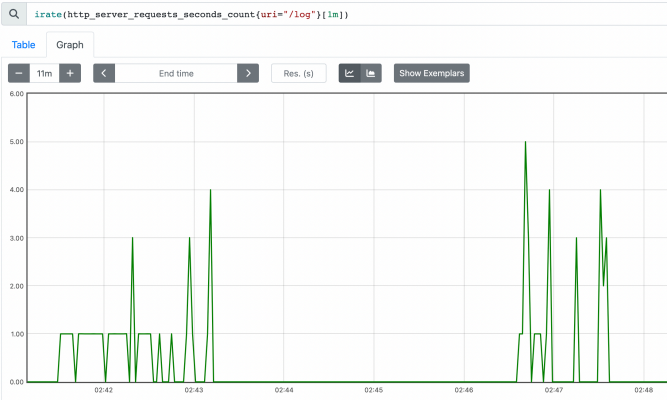 irate(http_server_requests_seconds_count{uri="/log"}[1m])
Table Graph
− 11m + < End time > Res. (s) Show Exemplars
6.00
5.00
4.00
3.00
2.00
1.00
0.00
02:42 02:43 02:44 02:45 02:46 02:47 02:48